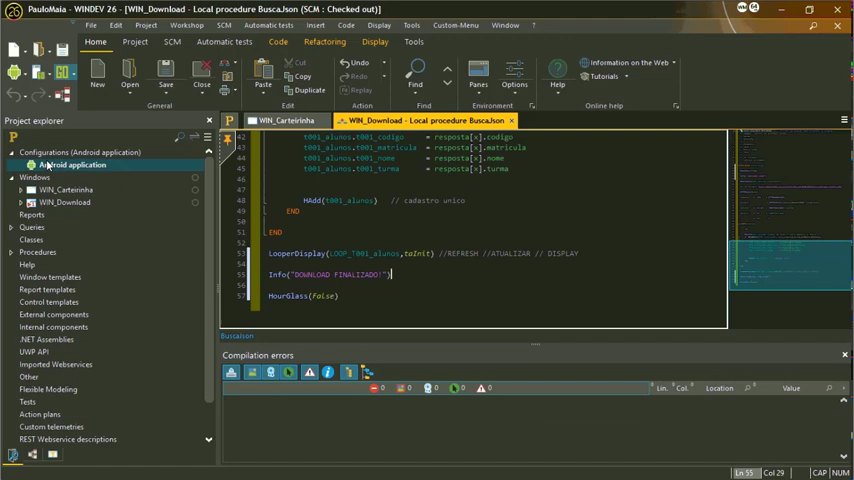 PauloMaia - WINDEV 26 - [WIN_Download - Local procedure BuscaJson (SCM : Checked out)]
WM 64
File Edit Project Workshop SCM Automatic tests Insert Code Display Tools Custom-Menu Window
Home Project SCM Automatic tests Code Refactoring Display Tools
GO
New Open Save Close Paste Cut Copy Duplicate Undo Redo Replay Find Panes Options Help Information on the Web Tutorials
General Edit Environment Online help
Project explorer
WIN_Carteirinha
WIN_Download - Local procedure BuscaJson
Configurations (Android application)
Android application
Windows
WIN_Carteirinha
WIN_Download
Reports
Queries
Classes
Procedures
Help
Window templates
Report templates
Control templates
External components
Internal components
.NET Assemblies
UWP API
Imported Webservices
Other
Flexible Modeling
Tests
Action plans
Custom telemetries
REST Webservice descriptions
42 t001_alunos.codigo = resposta[x].codigo
43 t001_alunos.matricula = resposta[x].matricula
44 t001_alunos.nome = resposta[x].nome
45 t001_alunos.turma = resposta[x].turma
46
47
48 HAdd(t001_alunos) // cadastro unico
49 END
50
51 END
52
53 LooperDisplay(LOOP_T001_alunos,taInit) //REFRESH //ATUALIZAR // DISPLAY
54
55 Info("DOWNLOAD FINALIZADO!")
56
57 HourGlass(False)
BuscaJson
Compilation errors
0 0 0 0 0 Lin. Col. Location Value
Ln 55 Col 29 CAP NUM